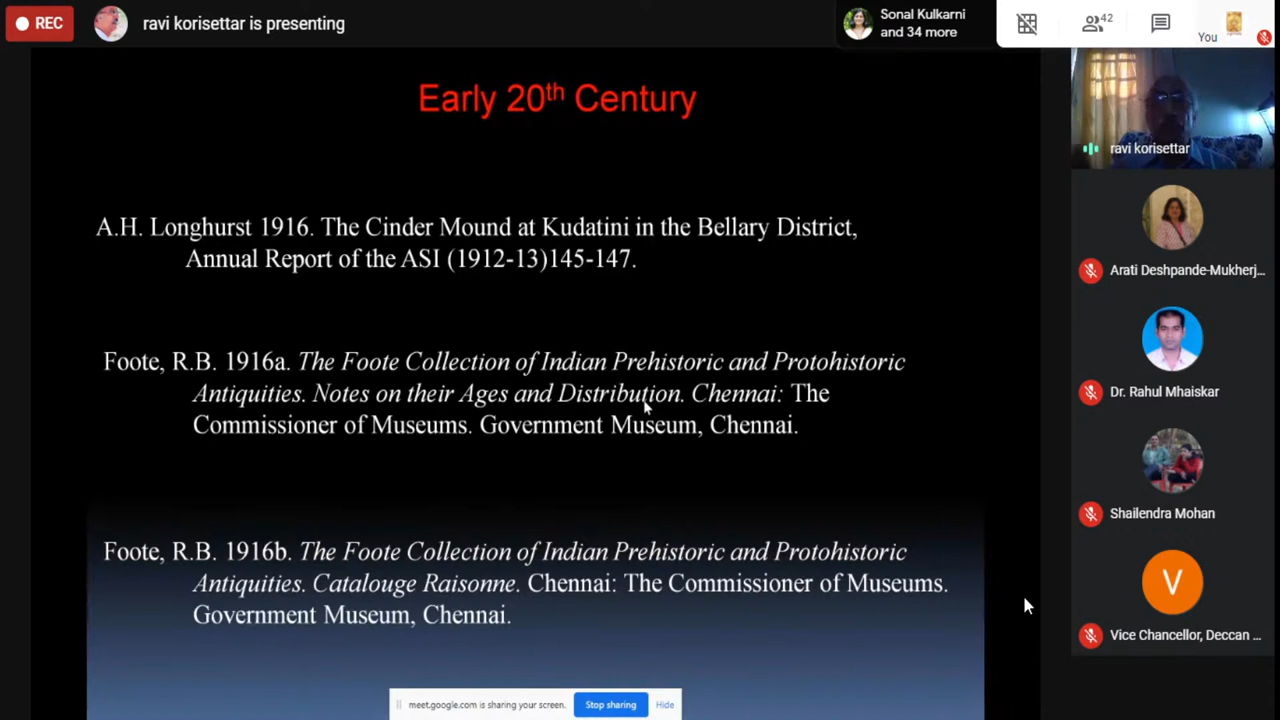 REC
ravi korisettar is presenting
Sonal Kulkarni
and 34 more
42
You
Early 20th Century
A.H. Longhurst 1916. The Cinder Mound at Kudatini in the Bellary District,
Annual Report of the ASI (1912-13)145-147.
Foote, R.B. 1916a. The Foote Collection of Indian Prehistoric and Protohistoric
Antiquities. Notes on their Ages and Distribution. Chennai: The
Commissioner of Museums. Government Museum, Chennai.
Foote, R.B. 1916b. The Foote Collection of Indian Prehistoric and Protohistoric
Antiquities. Catalouge Raisonne. Chennai: The Commissioner of Museums.
Government Museum, Chennai.
meet.google.com is sharing your screen.
Stop sharing
Hide
ravi korisettar
Arati Deshpande-Mukherj...
Dr. Rahul Mhaiskar
Shailendra Mohan
V
Vice Chancellor, Deccan ...